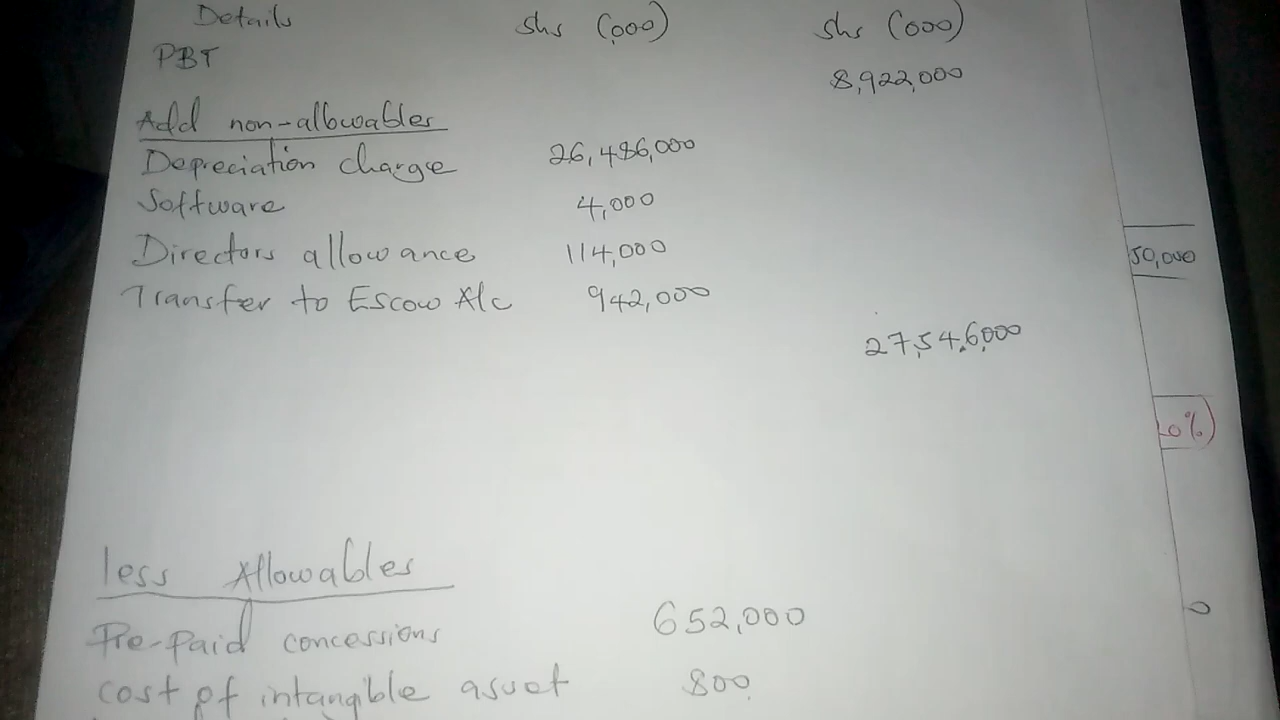 Details shs (000) shs (000)
PBT 8,922,000
Add non-allowables
Depreciation charge 26,486,000
Software 4,000
Directors allowance 114,000
50,000
Transfer to Escow A/c 942,000
27,546,000
0%)
less Allowables
Pre-paid concessions 652,000
0
cost of intangible asset 800